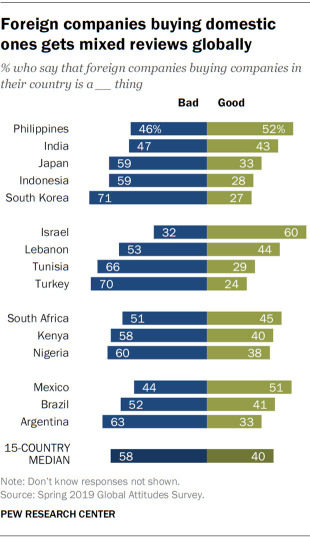 Foreign companies buying domestic
ones gets mixed reviews globally
% who say that foreign companies buying companies in
their country is a __ thing
Bad Good
Philippines 46% 52%
India 47 43
Japan 59 33
Indonesia 59 28
South Korea 71 27
Israel 32 60
Lebanon 53 44
Tunisia 66 29
Turkey 70 24
South Africa 51 45
Kenya 58 40
Nigeria 60 38
Mexico 44 51
Brazil 52 41
Argentina 63 33
15-COUNTRY
MEDIAN 58 40
Note: Don't know responses not shown.
Source: Spring 2019 Global Attitudes Survey.
PEW RESEARCH CENTER